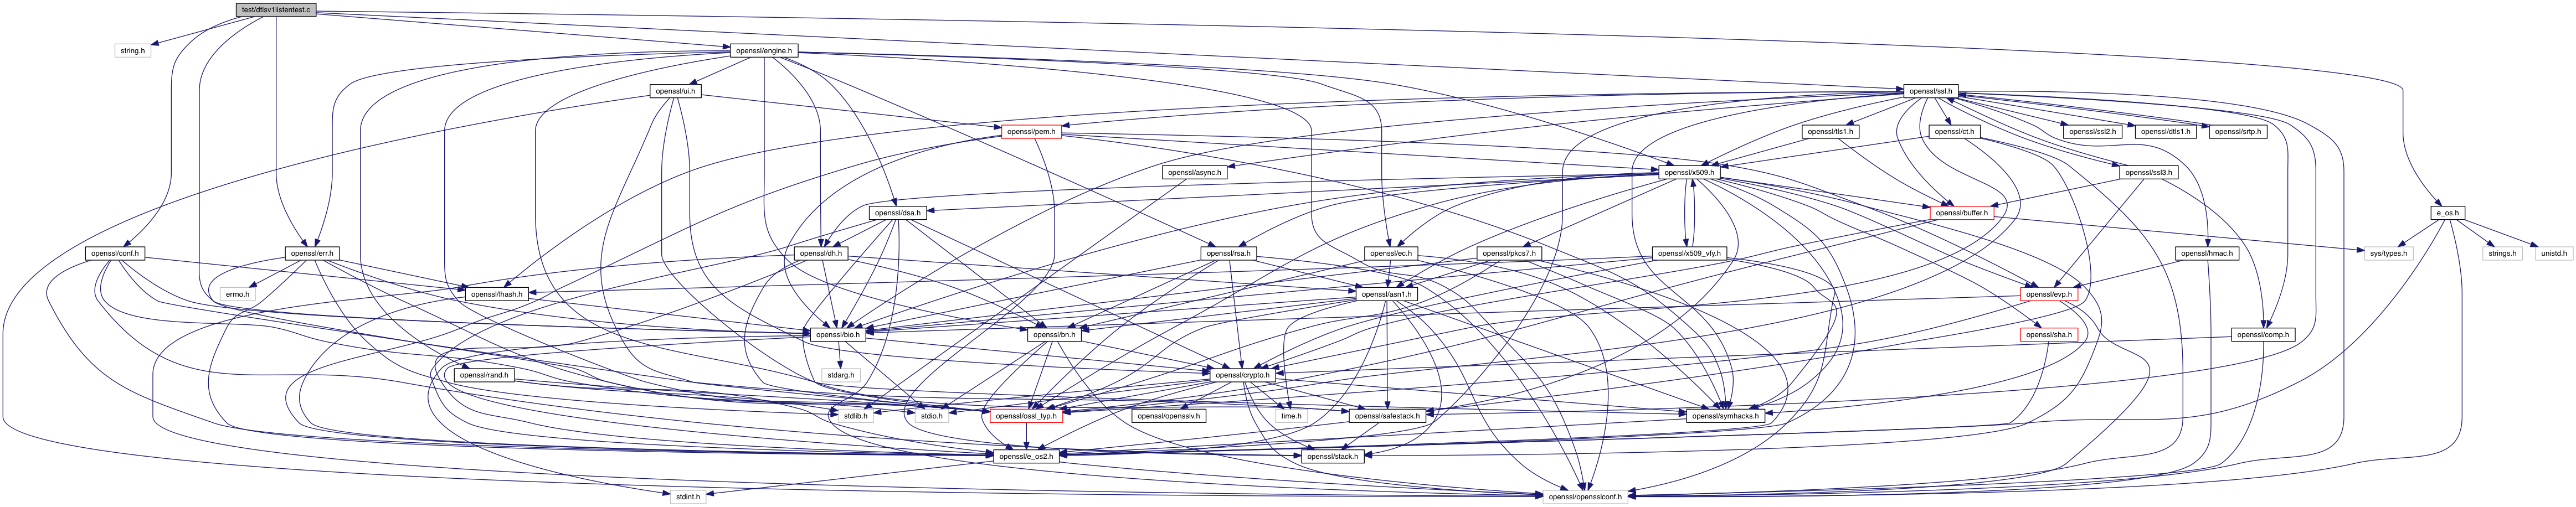 test/dtlsv1listentest.c
string.h
openssl/engine.h
openssl/ui.h
openssl/ssl.h
openssl/pem.h
openssl/tls1.h
openssl/ct.h
openssl/ssl2.h
openssl/dtls1.h
openssl/srtp.h
openssl/async.h
openssl/x509.h
openssl/ssl3.h
openssl/dsa.h
openssl/buffer.h
e_os.h
openssl/conf.h
openssl/err.h
openssl/dh.h
openssl/rsa.h
openssl/ec.h
openssl/pkcs7.h
openssl/x509_vfy.h
openssl/hmac.h
sys/types.h
strings.h
unistd.h
errno.h
openssl/lhash.h
openssl/asn1.h
openssl/evp.h
openssl/bio.h
openssl/bn.h
openssl/sha.h
openssl/comp.h
openssl/rand.h
stdarg.h
openssl/crypto.h
stdlib.h
stdio.h
openssl/ossl_typ.h
openssl/opensslv.h
time.h
openssl/safestack.h
openssl/symhacks.h
openssl/e_os2.h
openssl/stack.h
stdint.h
openssl/opensslconf.h